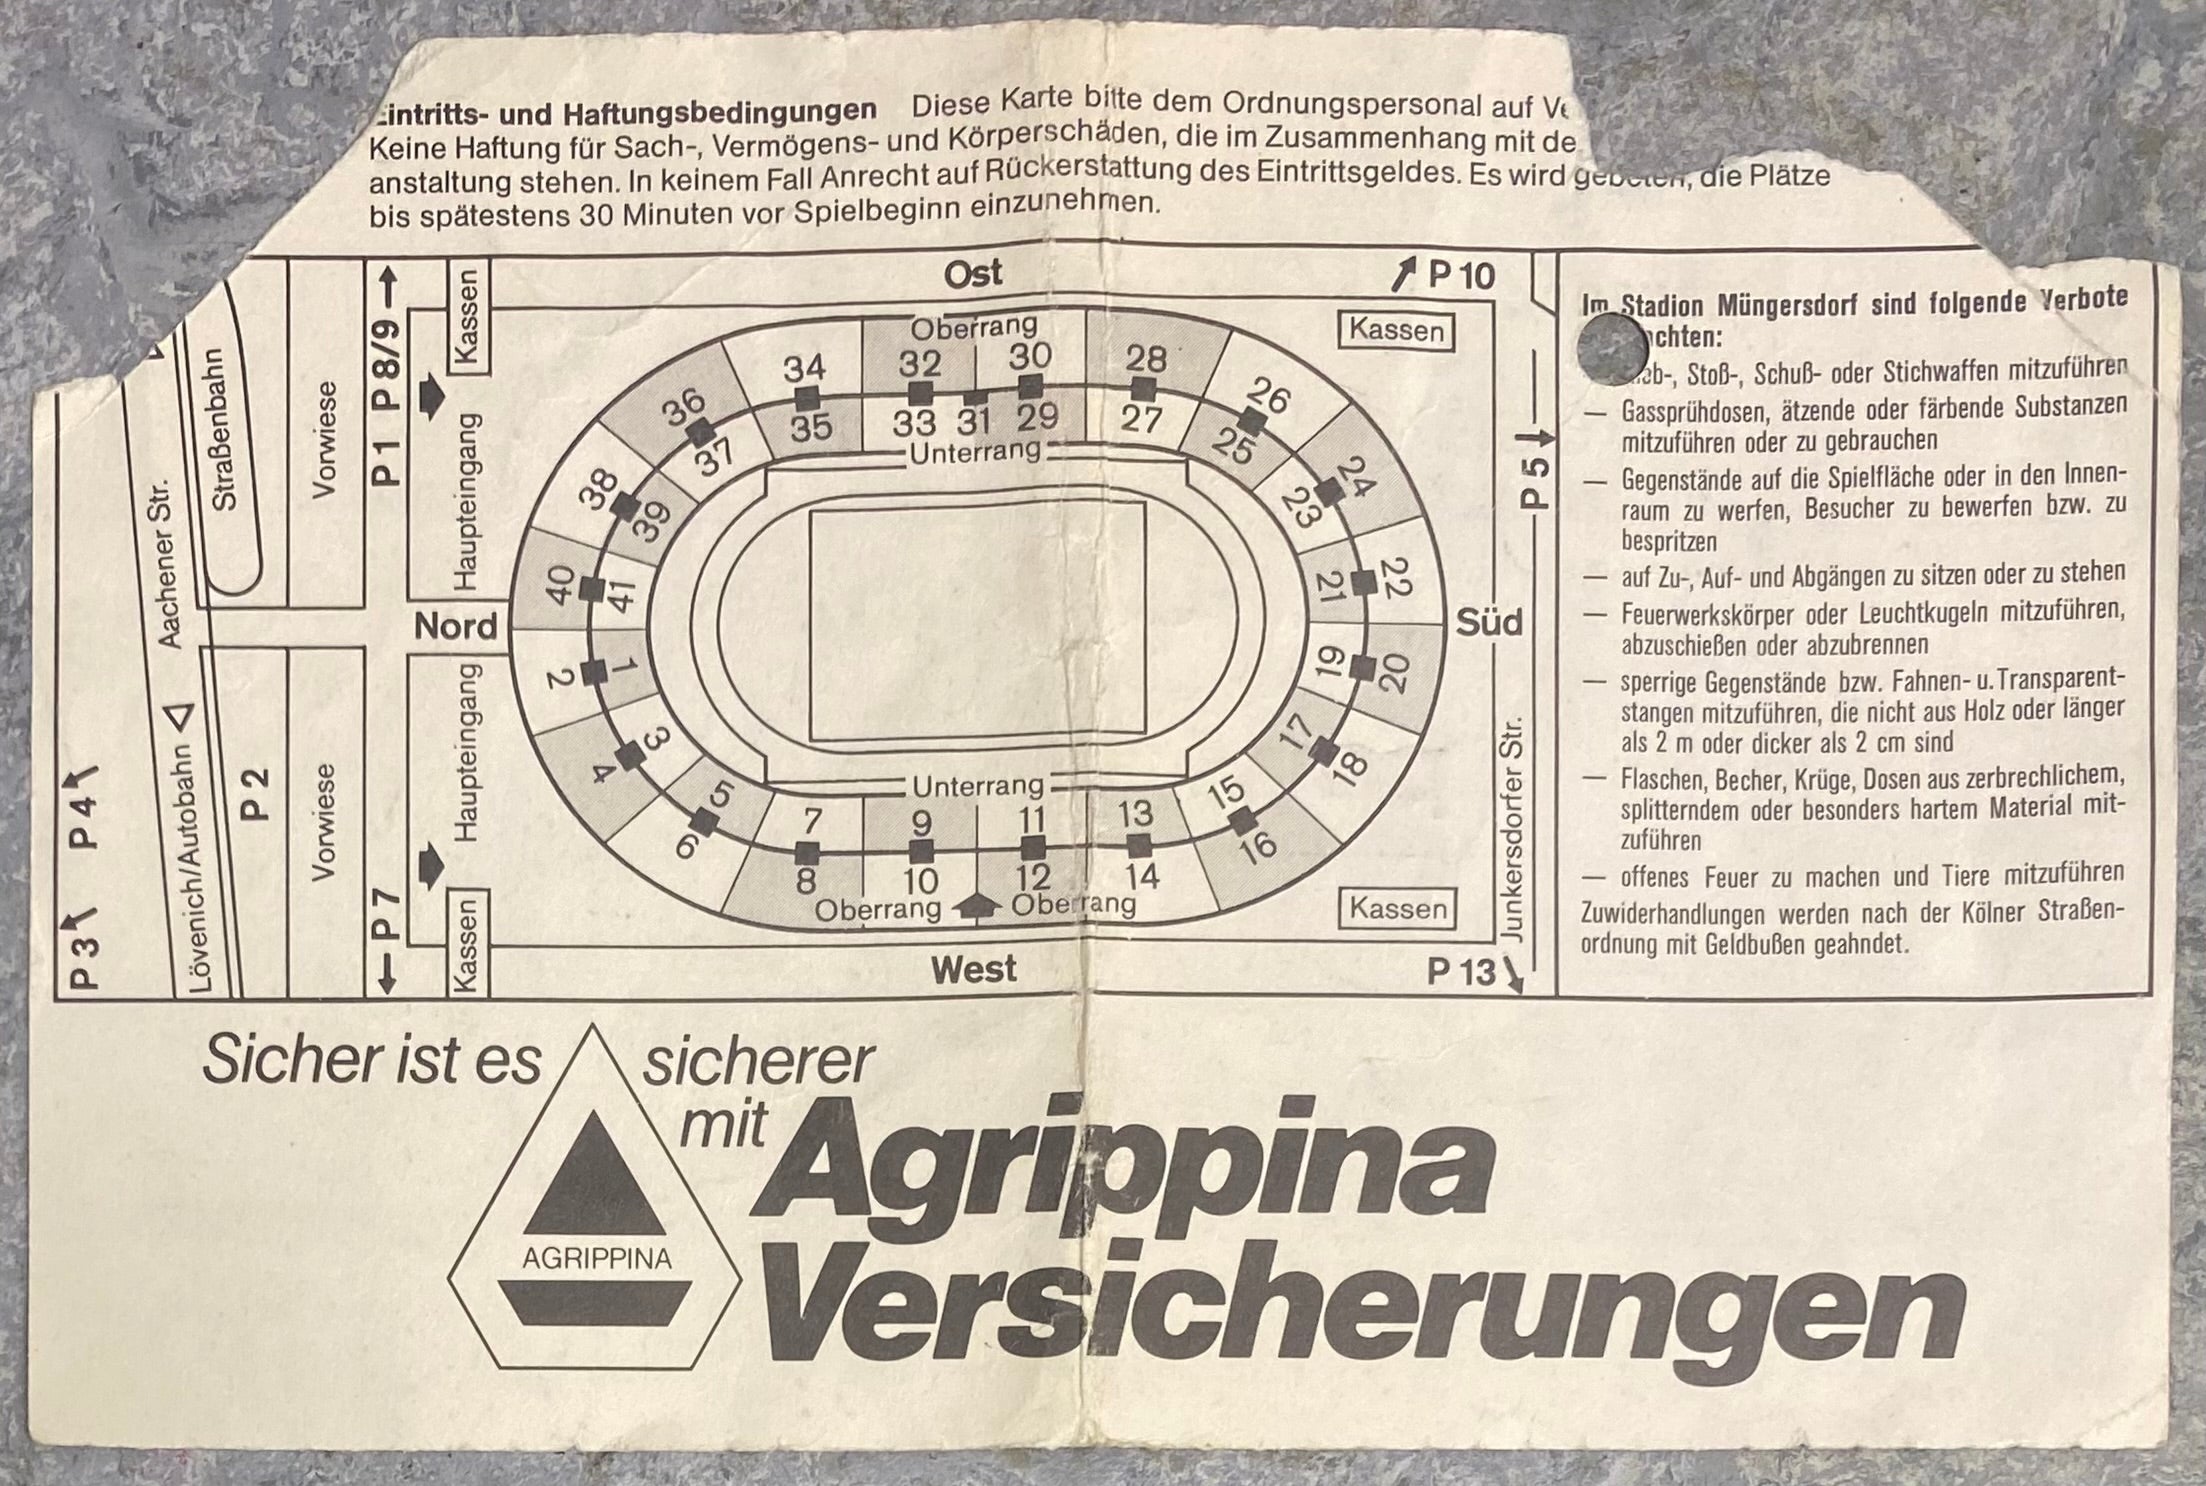 Eintritts- und Haftungsbedingungen Diese Karte bitte dem Ordnungspersonal auf
Keine Haftung für Sach-, Vermögens- und Körperschäden, die im Zusammenhang mit de
anstaltung stehen. In keinem Fall Anrecht auf Rückerstattung des Eintrittsgeldes. Es wird gebeten, die Plätze
bis spätestens 30 Minuten vor Spielbeginn einzunehmen.
Ost
P 10
Kassen
Kassen
P 8/9
P 1
Haupteingang
Vorwiese
Straßenbahn
Aachener Str.
Oberrang
34 32 30 28
36 26
35 33 31 29 27
37 25
Unterrang
38 24
39 23
40 41 21 22
Nord
Süd
P 5
2 1 19 20
3 17
4 18
Unterrang
5 15
7 9 11 13
6 16
8 10 12 14
Oberrang Oberrang
Haupteingang
Kassen
Kassen
Vorwiese
P 2
Lövenich/Autobahn
P 4
P 3
P 7
Junkersdorfer Str.
West
P 13
Im Stadion Müngersdorf sind folgende Verbote
chten:
eb-, Stoß-, Schuß- oder Stichwaffen mitzuführen
— Gassprühdosen, ätzende oder färbende Substanzen
mitzuführen oder zu gebrauchen
— Gegenstände auf die Spielfläche oder in den Innen-
raum zu werfen, Besucher zu bewerfen bzw. zu
bespritzen
— auf Zu-, Auf- und Abgängen zu sitzen oder zu stehen
— Feuerwerkskörper oder Leuchtkugeln mitzuführen,
abzuschießen oder abzubrennen
— sperrige Gegenstände bzw. Fahnen- u. Transparent-
stangen mitzuführen, die nicht aus Holz oder länger
als 2 m oder dicker als 2 cm sind
— Flaschen, Becher, Krüge, Dosen aus zerbrechlichem,
splitterndem oder besonders hartem Material mit-
zuführen
— offenes Feuer zu machen und Tiere mitzuführen
Zuwiderhandlungen werden nach der Kölner Straßen-
ordnung mit Geldbußen geahndet.
Sicher ist es sicherer
mit Agrippina
Versicherungen
AGRIPPINA